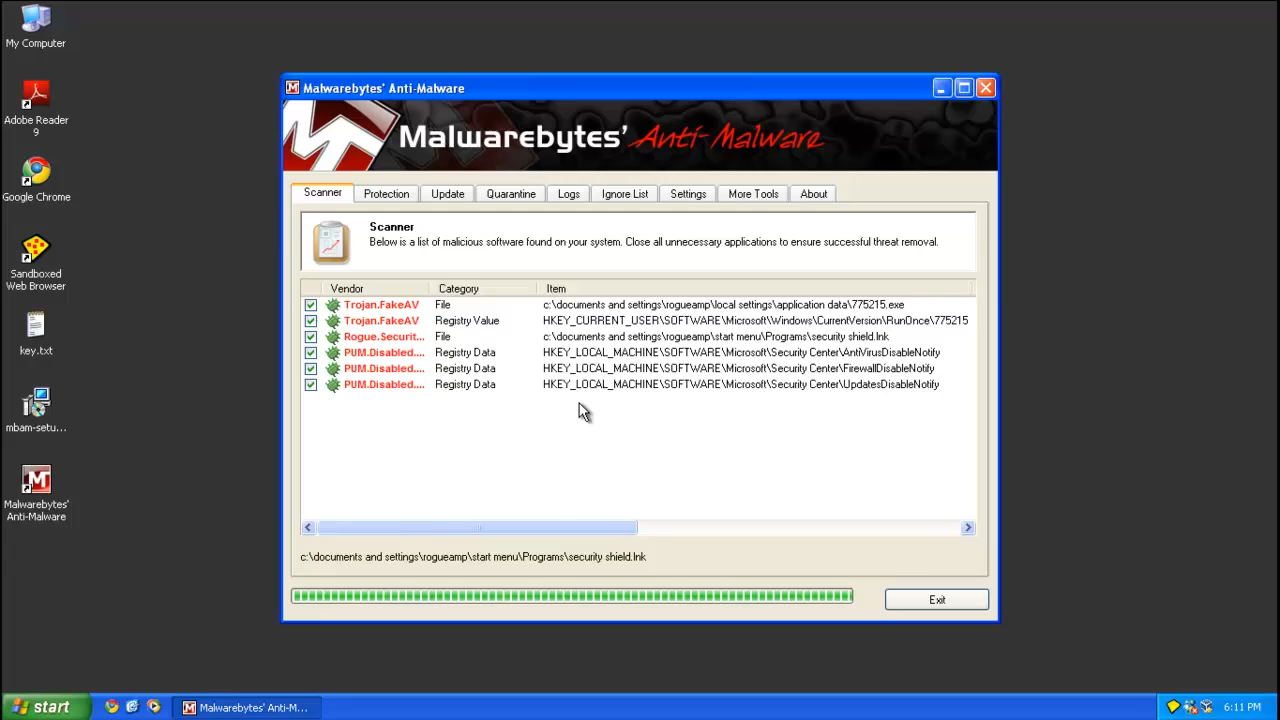 My Computer
Adobe Reader
9
Google Chrome
Sandboxed
Web Browser
key.txt
mbam-setu...
Malwarebytes'
Anti-Malware
Malwarebytes' Anti-Malware
Malwarebytes' Anti-Malware
Scanner Protection Update Quarantine Logs Ignore List Settings More Tools About
Scanner
Below is a list of malicious software found on your system. Close all unnecessary applications to ensure successful threat removal.
Vendor Category Item
Trojan.FakeAV File c:\documents and settings\rogueamp\local settings\application data\775215.exe
Trojan.FakeAV Registry Value HKEY_CURRENT_USER\SOFTWARE\Microsoft\Windows\CurrentVersion\RunOnce\775215
Rogue.Securit... File c:\documents and settings\rogueamp\start menu\Programs\security shield.lnk
PUM.Disabled.... Registry Data HKEY_LOCAL_MACHINE\SOFTWARE\Microsoft\Security Center\AntiVirusDisableNotify
PUM.Disabled.... Registry Data HKEY_LOCAL_MACHINE\SOFTWARE\Microsoft\Security Center\FirewallDisableNotify
PUM.Disabled.... Registry Data HKEY_LOCAL_MACHINE\SOFTWARE\Microsoft\Security Center\UpdatesDisableNotify
c:\documents and settings\rogueamp\start menu\Programs\security shield.lnk
Exit
start
Malwarebytes' Anti-M...
6:11 PM